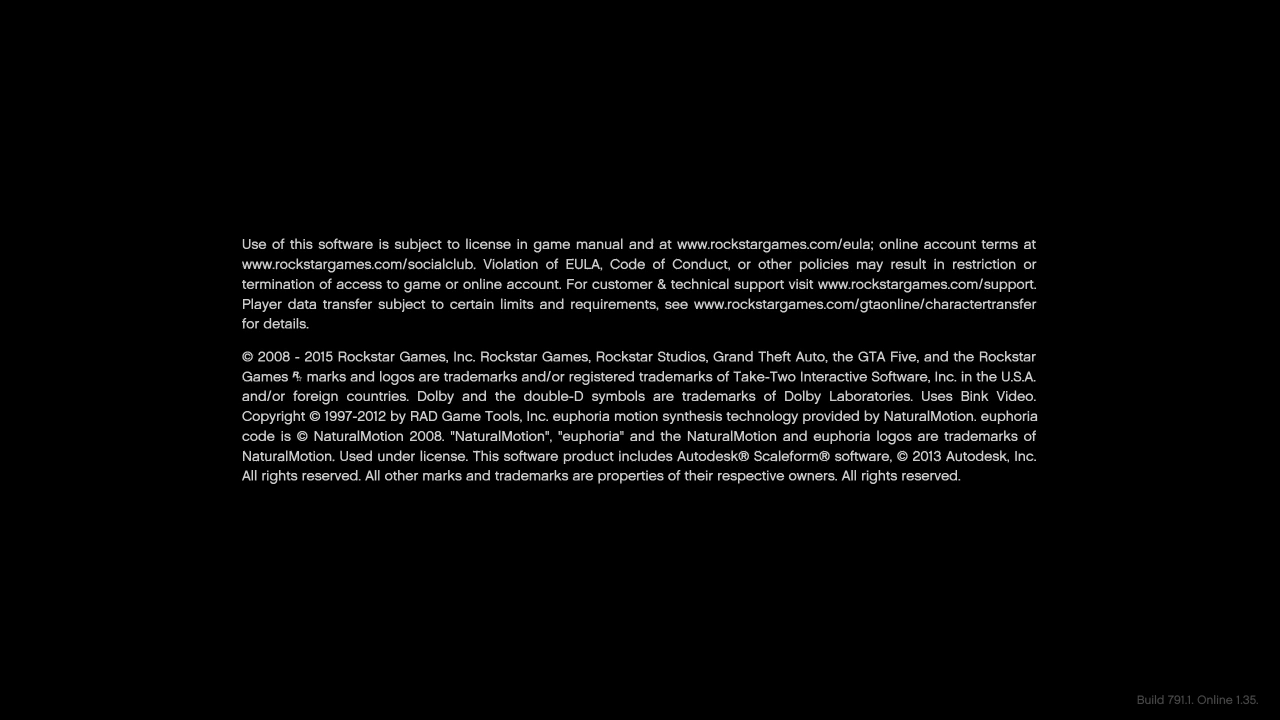 Use of this software is subject to license in game manual and at www.rockstargames.com/eula; online account terms at
www.rockstargames.com/socialclub. Violation of EULA, Code of Conduct, or other policies may result in restriction or
termination of access to game or online account. For customer & technical support visit www.rockstargames.com/support.
Player data transfer subject to certain limits and requirements, see www.rockstargames.com/gtaonline/charactertransfer
for details.
© 2008 - 2015 Rockstar Games, Inc. Rockstar Games, Rockstar Studios, Grand Theft Auto, the GTA Five, and the Rockstar
Games R* marks and logos are trademarks and/or registered trademarks of Take-Two Interactive Software, Inc. in the U.S.A.
and/or foreign countries. Dolby and the double-D symbols are trademarks of Dolby Laboratories. Uses Bink Video.
Copyright © 1997-2012 by RAD Game Tools, Inc. euphoria motion synthesis technology provided by NaturalMotion. euphoria
code is © NaturalMotion 2008. "NaturalMotion", "euphoria" and the NaturalMotion and euphoria logos are trademarks of
NaturalMotion. Used under license. This software product includes Autodesk® Scaleform® software, © 2013 Autodesk, Inc.
All rights reserved. All other marks and trademarks are properties of their respective owners. All rights reserved.
Build 791.1. Online 1.35.